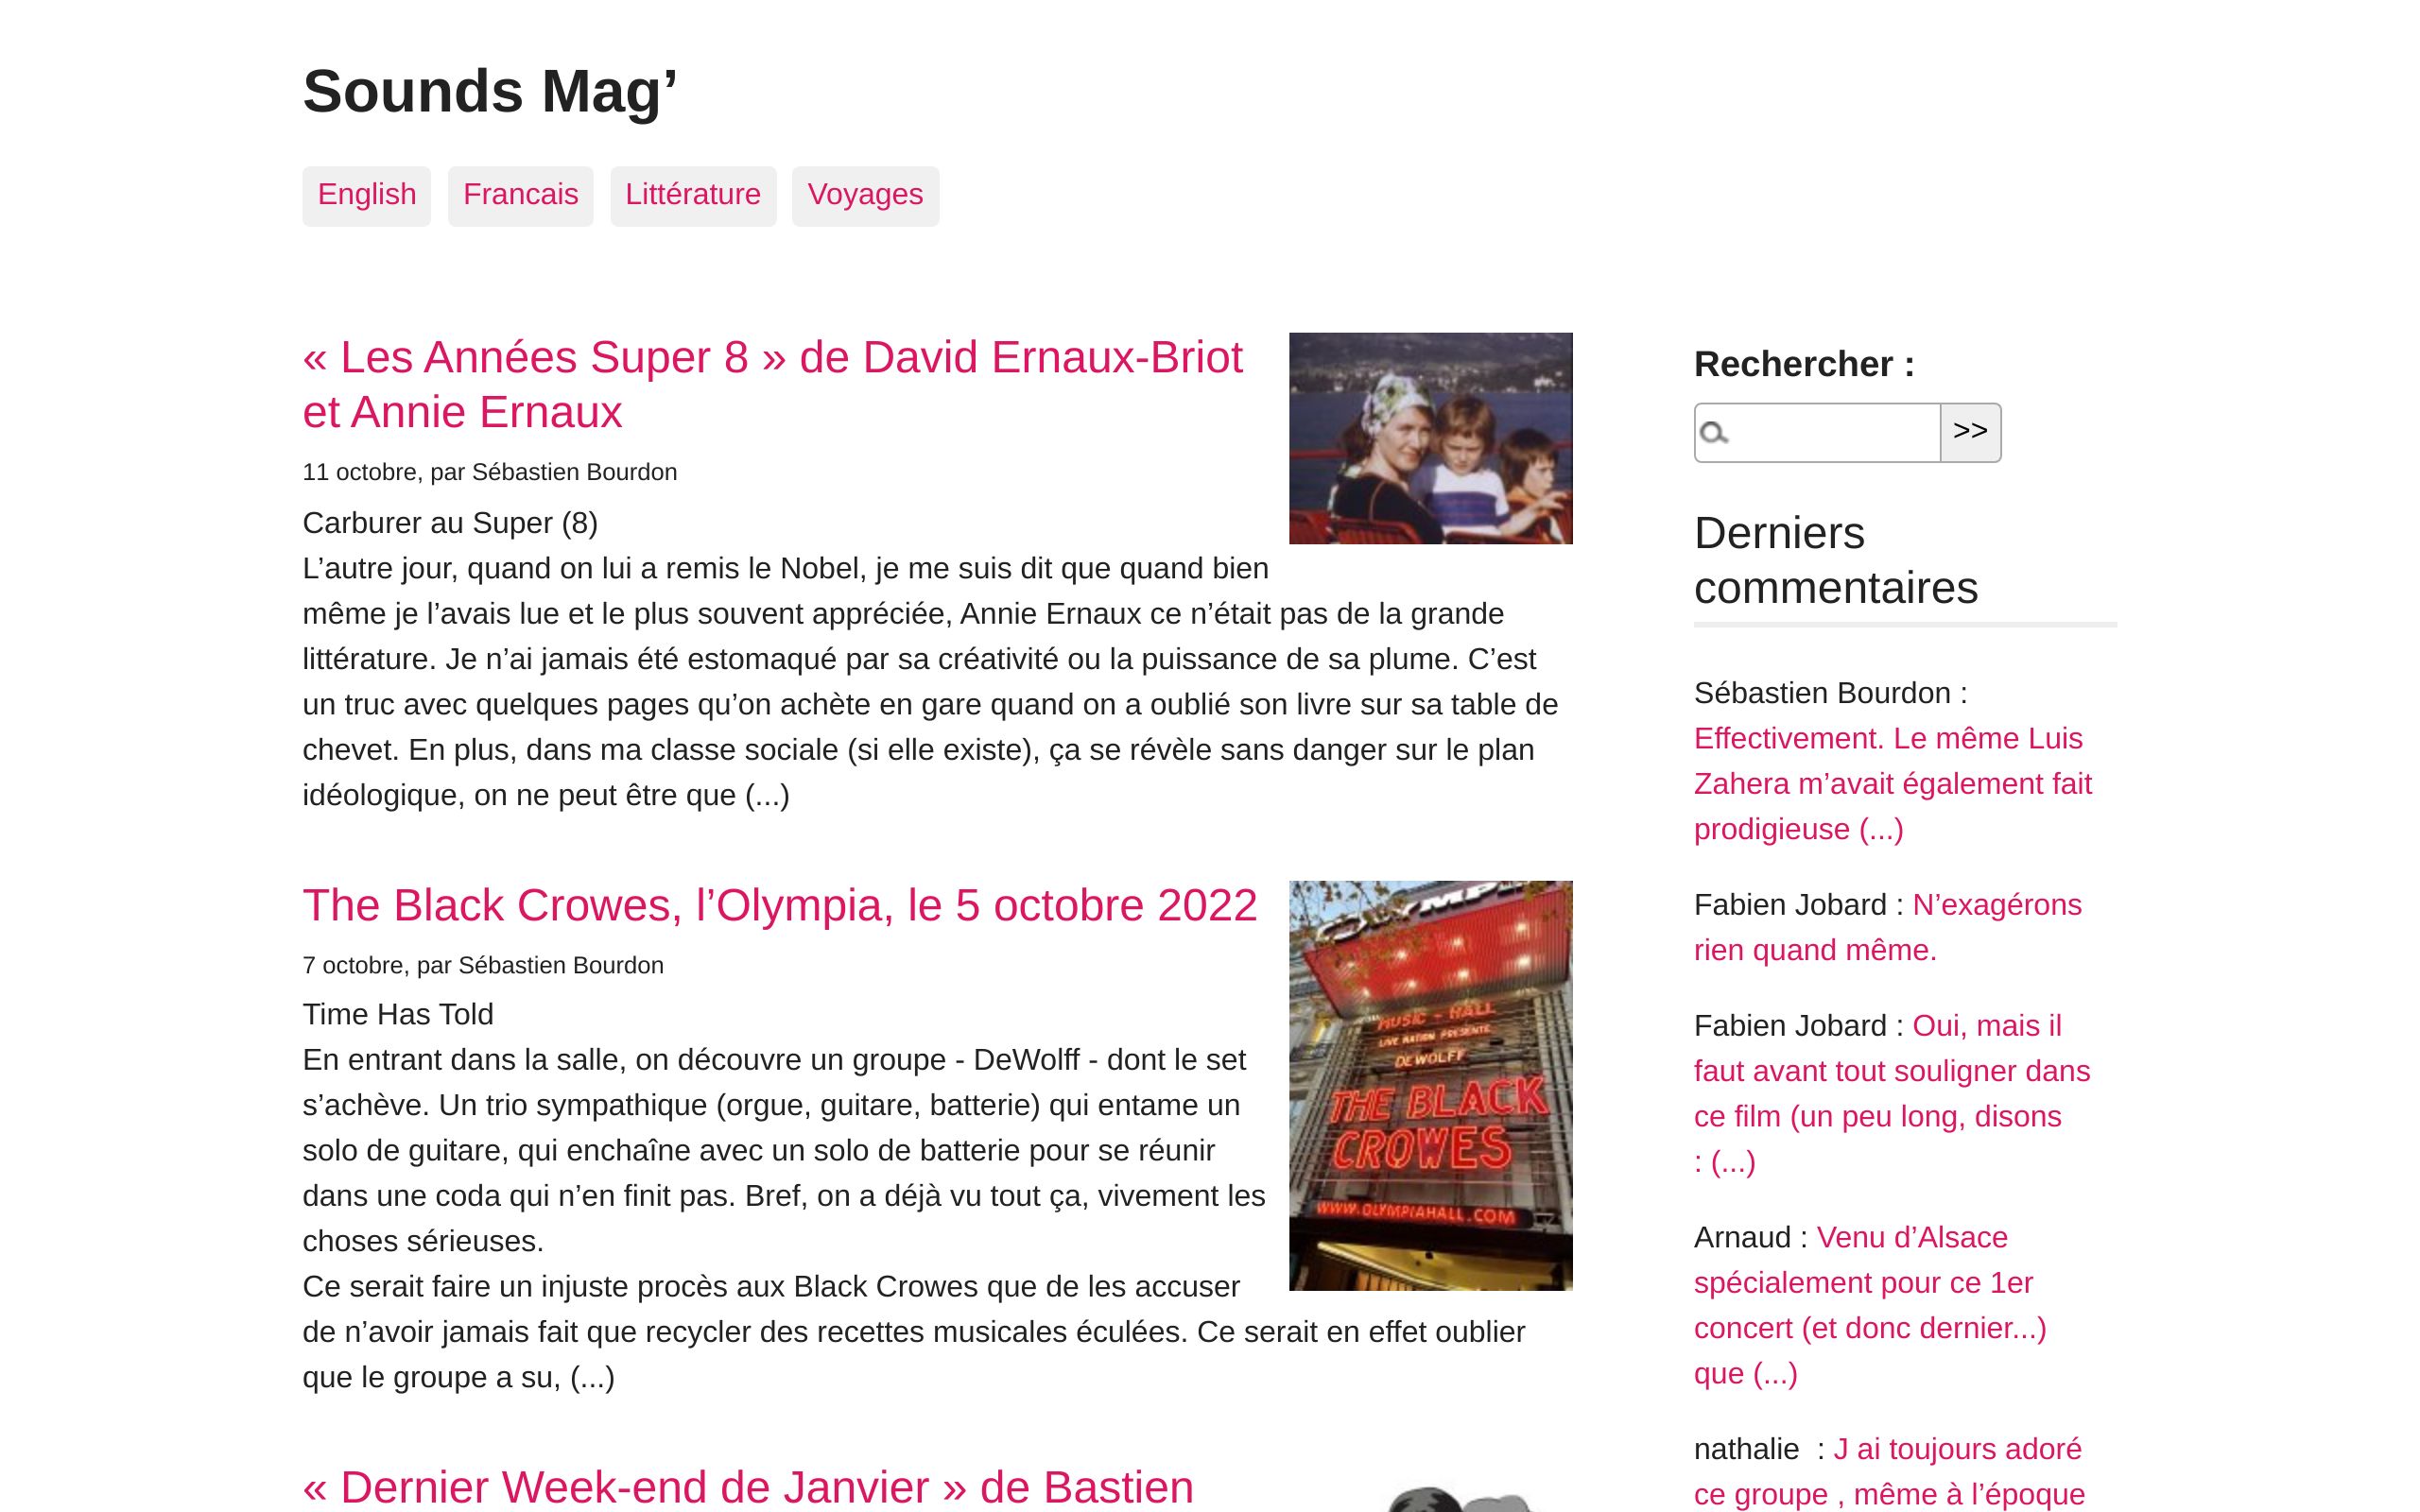 Sounds Mag’
English
Francais
Littérature
Voyages
« Les Années Super 8 » de David Ernaux-Briot
et Annie Ernaux
11 octobre, par Sébastien Bourdon
Carburer au Super (8)
L’autre jour, quand on lui a remis le Nobel, je me suis dit que quand bien
même je l’avais lue et le plus souvent appréciée, Annie Ernaux ce n’était pas de la grande
littérature. Je n’ai jamais été estomaqué par sa créativité ou la puissance de sa plume. C’est
un truc avec quelques pages qu’on achète en gare quand on a oublié son livre sur sa table de
chevet. En plus, dans ma classe sociale (si elle existe), ça se révèle sans danger sur le plan
idéologique, on ne peut être que (...)
The Black Crowes, l’Olympia, le 5 octobre 2022
7 octobre, par Sébastien Bourdon
Time Has Told
En entrant dans la salle, on découvre un groupe - DeWolff - dont le set
s’achève. Un trio sympathique (orgue, guitare, batterie) qui entame un
solo de guitare, qui enchaîne avec un solo de batterie pour se réunir
dans une coda qui n’en finit pas. Bref, on a déjà vu tout ça, vivement les
choses sérieuses.
Ce serait faire un injuste procès aux Black Crowes que de les accuser
de n’avoir jamais fait que recycler des recettes musicales éculées. Ce serait en effet oublier
que le groupe a su, (...)
OLYMPIA
MUSIC - HALL
LIVE NATION PRESENTE
DEWOLFF
THE BLACK
CROWES
WWW.OLYMPIAHALL.COM
« Dernier Week-end de Janvier » de Bastien
Rechercher :
>>
Derniers
commentaires
Sébastien Bourdon :
Effectivement. Le même Luis
Zahera m’avait également fait
prodigieuse (...)
Fabien Jobard : N’exagérons
rien quand même.
Fabien Jobard : Oui, mais il
faut avant tout souligner dans
ce film (un peu long, disons
: (...)
Arnaud : Venu d’Alsace
spécialement pour ce 1er
concert (et donc dernier...)
que (...)
nathalie  : J ai toujours adoré
ce groupe , même à l’époque